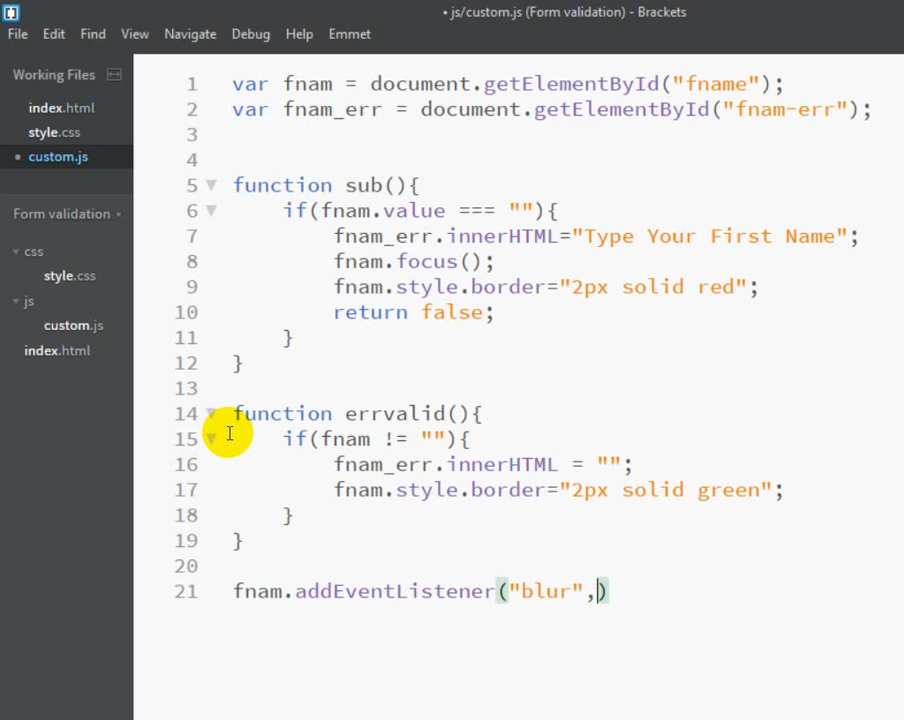 • js/custom.js (Form validation) - Brackets
File Edit Find View Navigate Debug Help Emmet
Working Files
index.html
style.css
• custom.js
Form validation
css
style.css
js
custom.js
index.html
1 var fnam = document.getElementById("fname");
2 var fnam_err = document.getElementById("fnam-err");
3
4
5 function sub(){
6 if(fnam.value === ""){
7 fnam_err.innerHTML="Type Your First Name";
8 fnam.focus();
9 fnam.style.border="2px solid red";
10 return false;
11 }
12 }
13
14 function errvalid(){
15 if(fnam != ""){
16 fnam_err.innerHTML = "";
17 fnam.style.border="2px solid green";
18 }
19 }
20
21 fnam.addEventListener("blur",)